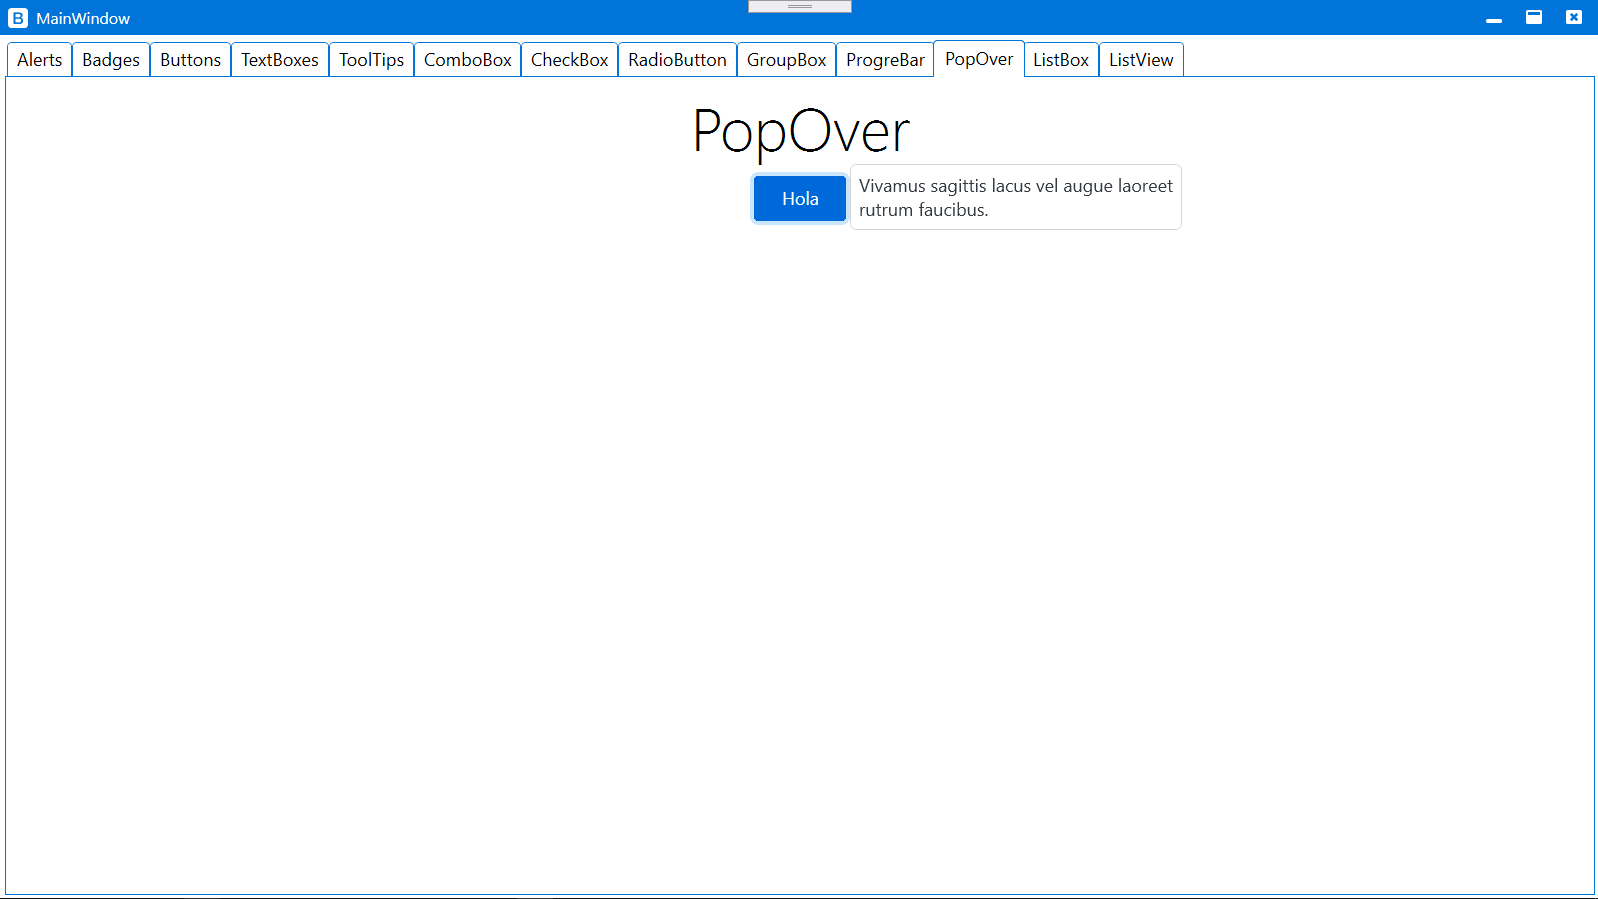 B MainWindow
Alerts Badges Buttons TextBoxes ToolTips ComboBox CheckBox RadioButton GroupBox ProgreBar PopOver ListBox ListView
PopOver
Hola
Vivamus sagittis lacus vel augue laoreet
rutrum faucibus.